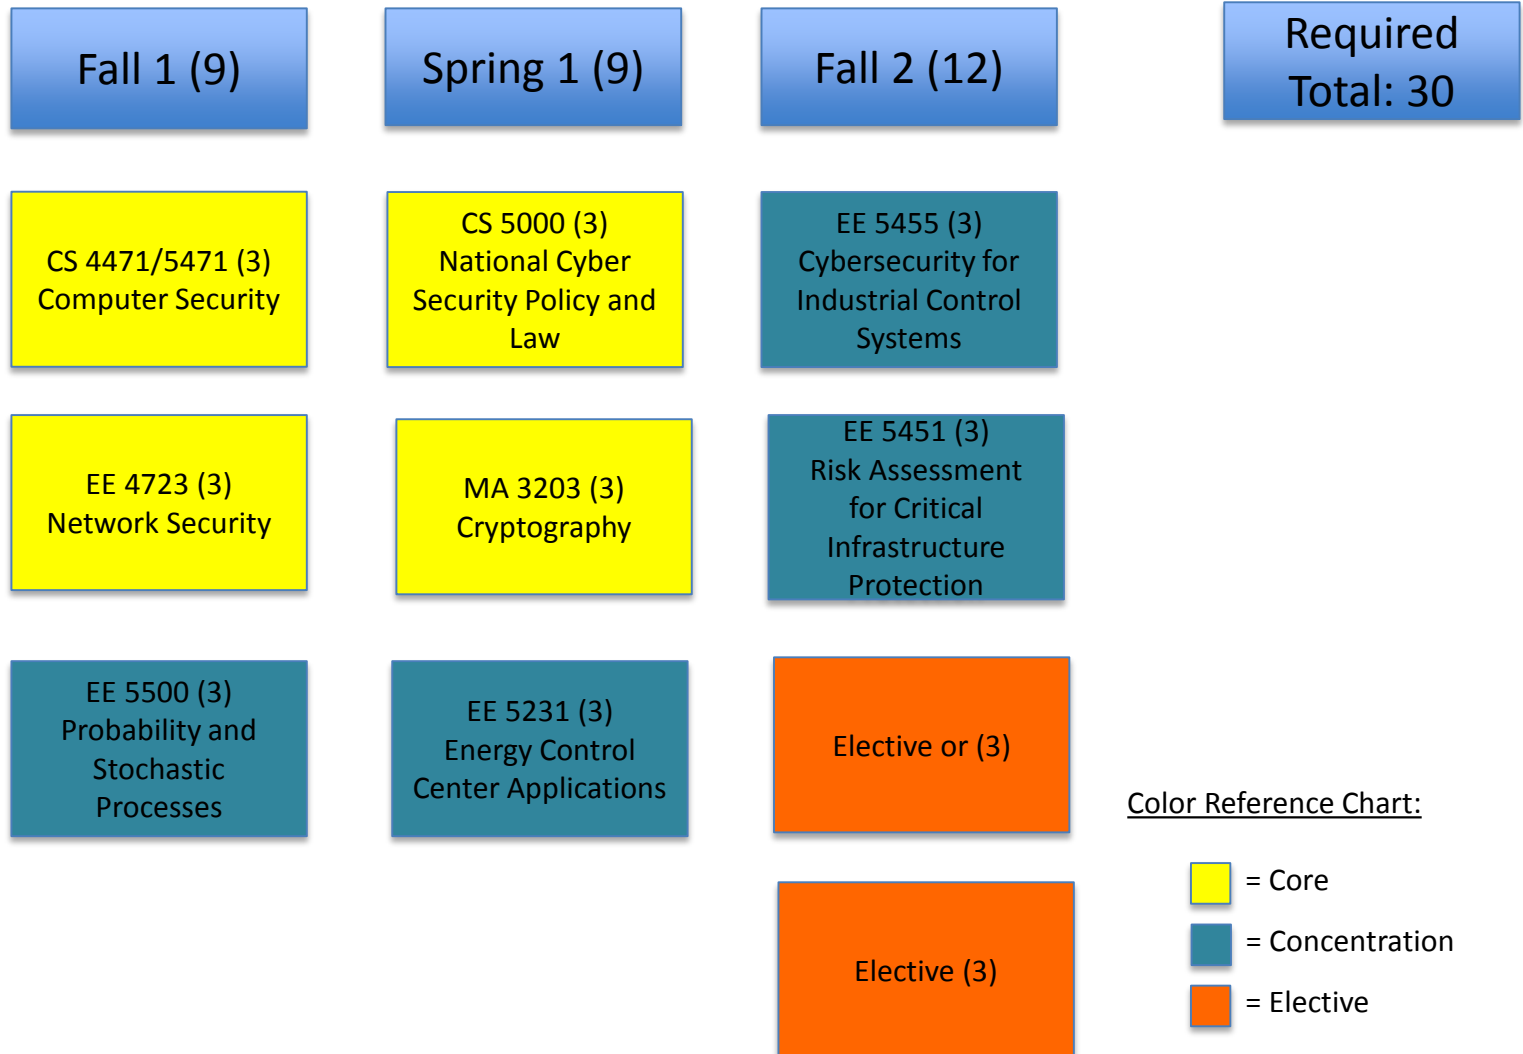 Fall 1 (9)
Spring 1 (9)
Fall 2 (12)
Required
Total: 30
CS 4471/5471 (3)
Computer Security
CS 5000 (3)
National Cyber
Security Policy and
Law
EE 5455 (3)
Cybersecurity for
Industrial Control
Systems
EE 4723 (3)
Network Security
MA 3203 (3)
Cryptography
EE 5451 (3)
Risk Assessment
for Critical
Infrastructure
Protection
EE 5500 (3)
Probability and
Stochastic
Processes
EE 5231 (3)
Energy Control
Center Applications
Elective or (3)
Elective (3)
Color Reference Chart:
= Core
= Concentration
= Elective